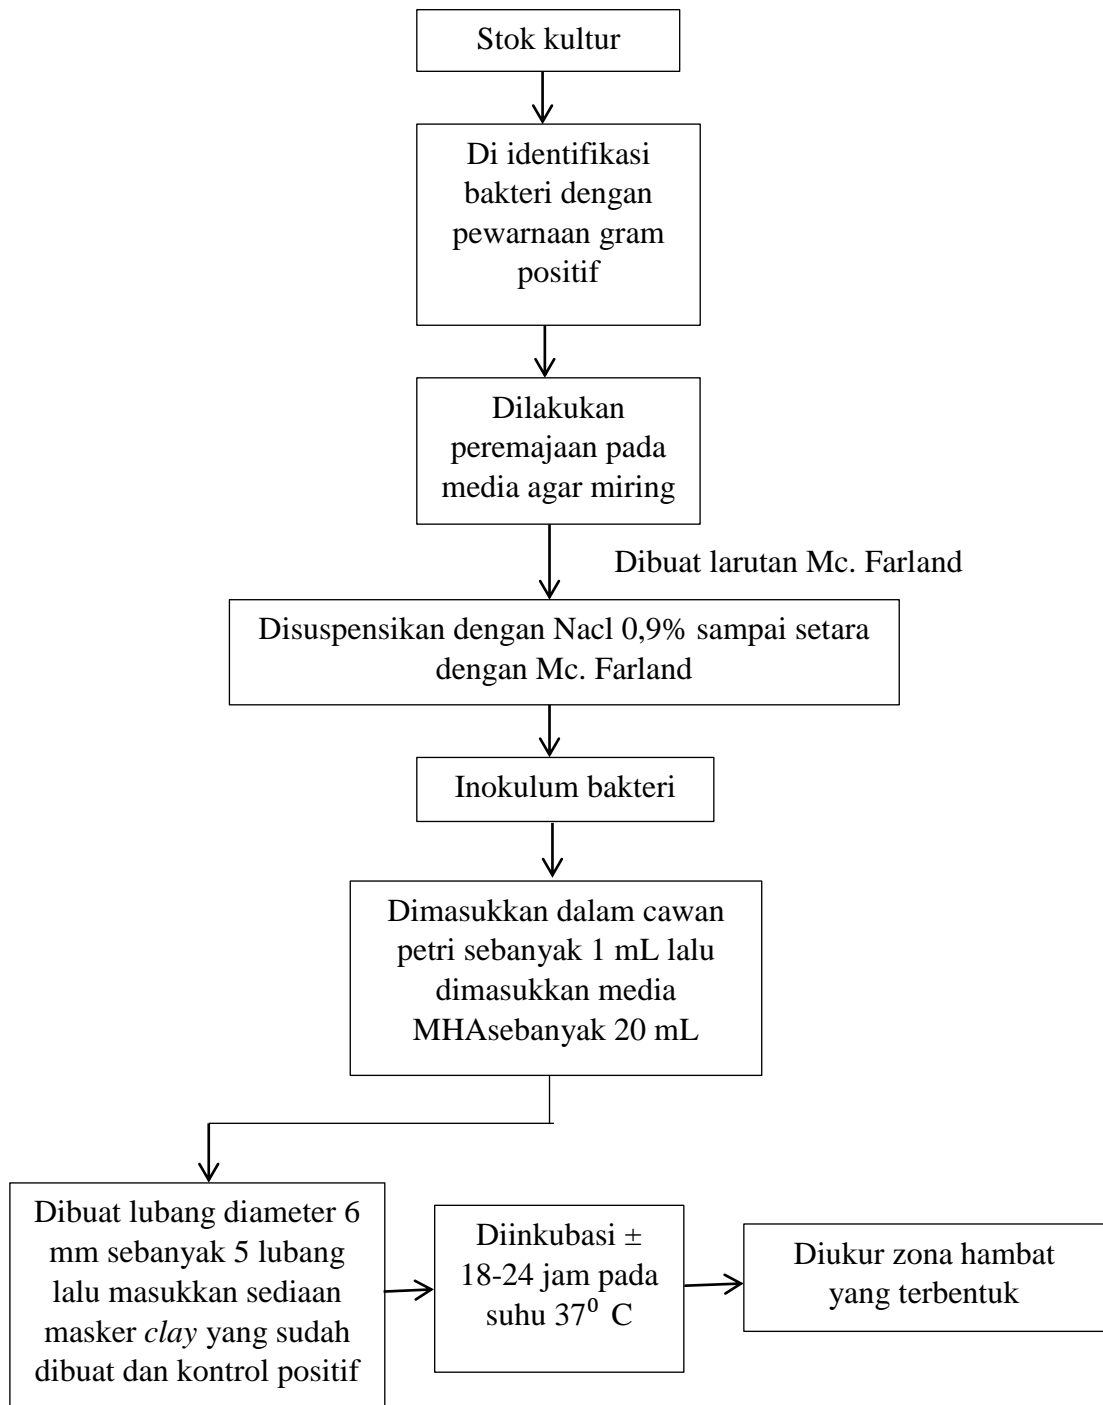 Stok kultur
Di identifikasi
bakteri dengan
pewarnaan gram
positif
Dilakukan
peremajaan pada
media agar miring
Dibuat larutan Mc. Farland
Disuspensikan dengan Nacl 0,9% sampai setara
dengan Mc. Farland
Inokulum bakteri
Dimasukkan dalam cawan
petri sebanyak 1 mL lalu
dimasukkan media
MHAsebanyak 20 mL
Dibuat lubang diameter 6
mm sebanyak 5 lubang
lalu masukkan sediaan
masker clay yang sudah
dibuat dan kontrol positif
Diinkubasi ±
18-24 jam pada
suhu 37⁰ C
Diukur zona hambat
yang terbentuk